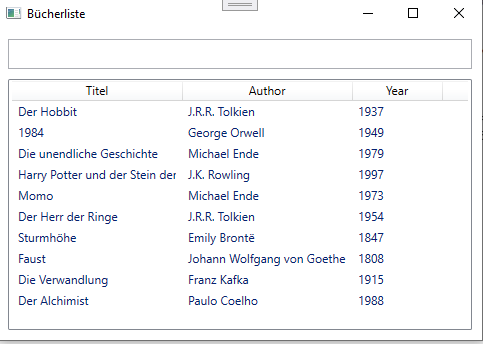 Bücherliste
Titel Author Year
Der Hobbit J.R.R. Tolkien 1937
1984 George Orwell 1949
Die unendliche Geschichte Michael Ende 1979
Harry Potter und der Stein der J.K. Rowling 1997
Momo Michael Ende 1973
Der Herr der Ringe J.R.R. Tolkien 1954
Sturmhöhe Emily Brontë 1847
Faust Johann Wolfgang von Goethe 1808
Die Verwandlung Franz Kafka 1915
Der Alchimist Paulo Coelho 1988